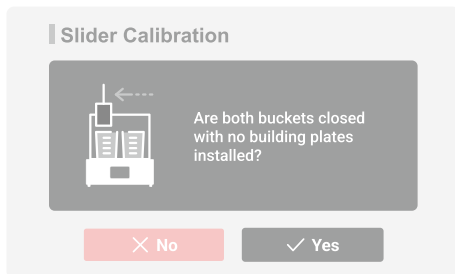 Slider Calibration
Are both buckets closed
with no building plates
installed?
No
Yes